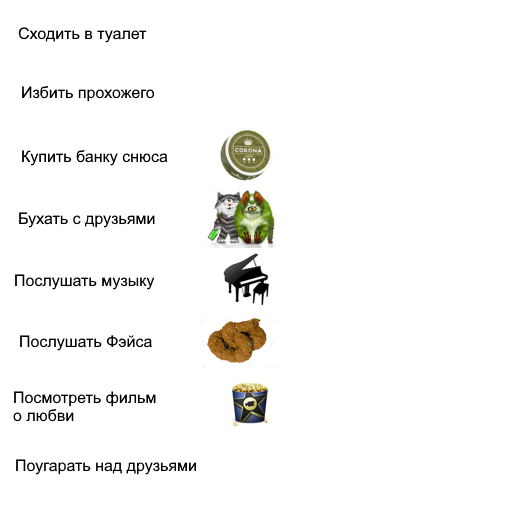 Сходить в туалет
Избить прохожего
Купить банку снюса
CORONA
Бухать с друзьями
Послушать музыку
Послушать Фэйса
Посмотреть фильм
о любви
Поугарать над друзьями